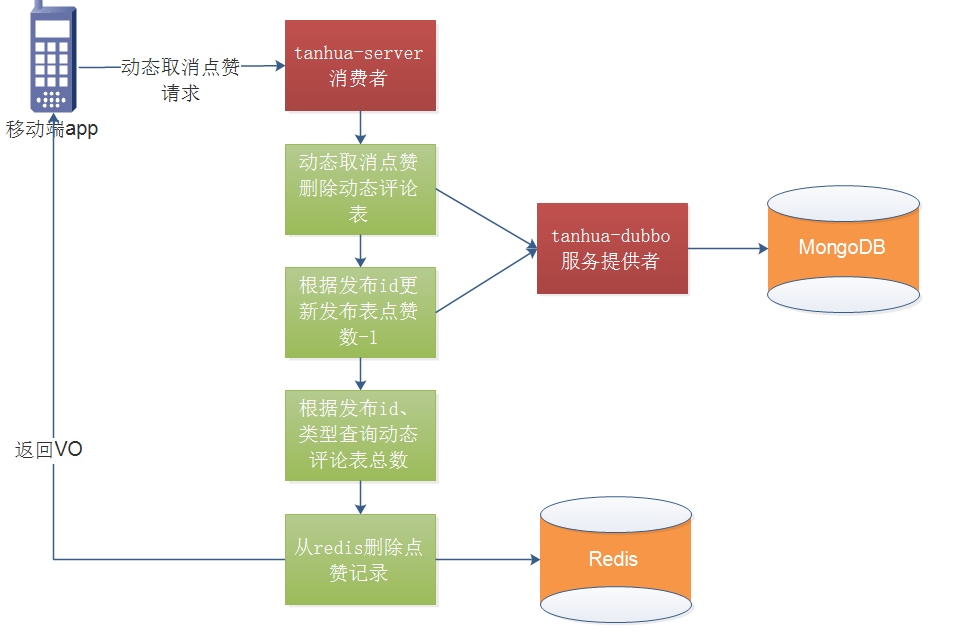 动态取消点赞
请求
移动端app
tanhua-server
消费者
动态取消点赞
删除动态评论
表
根据发布id更
新发布表点赞
数-1
tanhua-dubbo
服务提供者
MongoDB
根据发布id、
类型查询动态
评论表总数
返回VO
从redis删除点
赞记录
Redis